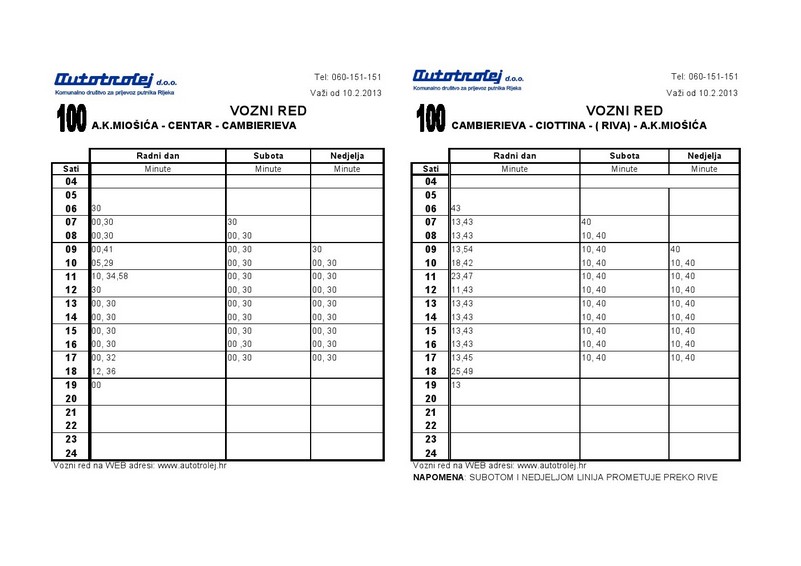 Autotrolej d.o.o.
Komunalno društvo za prijevoz putnika Rijeka
Tel: 060-151-151
Važi od 10.2.2013
100
VOZNI RED
A.K.MIOŠIĆA - CENTAR - CAMBIERIEVA
Radni dan Subota Nedjelja
Sati Minute Minute Minute
04
05
06 30
07 00,30 30
08 00,30 00, 30
09 00,41 00, 30 30
10 05,29 00, 30 00, 30
11 10, 34,58 00, 30 00, 30
12 30 00, 30 00, 30
13 00, 30 00, 30 00, 30
14 00, 30 00, 30 00, 30
15 00, 30 00, 30 00, 30
16 00, 30 00, 30 00, 30
17 00, 32 00 ,30 00, 30
18 12, 36
19 00
20
21
22
23
24
Vozni red na WEB adresi: www.autotrolej.hr
Autotrolej d.o.o.
Komunalno društvo za prijevoz putnika Rijeka
Tel: 060-151-151
Važi od 10.2.2013
100
VOZNI RED
CAMBIERIEVA - CIOTTINA - ( RIVA) - A.K.MIOŠIĆA
Radni dan Subota Nedjelja
Sati Minute Minute Minute
04
05
06 43
07 13,43 40
08 13,43 10, 40
09 13,54 10, 40 40
10 18,42 10, 40 10, 40
11 23,47 10, 40 10, 40
12 11,43 10, 40 10, 40
13 13,43 10, 40 10, 40
14 13,43 10, 40 10, 40
15 13,43 10, 40 10, 40
16 13,43 10, 40 10, 40
17 13,45 10, 40 10, 40
18 25,49
19 13
20
21
22
23
24
Vozni red na WEB adresi: www.autotrolej.hr
NAPOMENA: SUBOTOM I NEDJELJOM LINIJA PROMETUJE PREKO RIVE